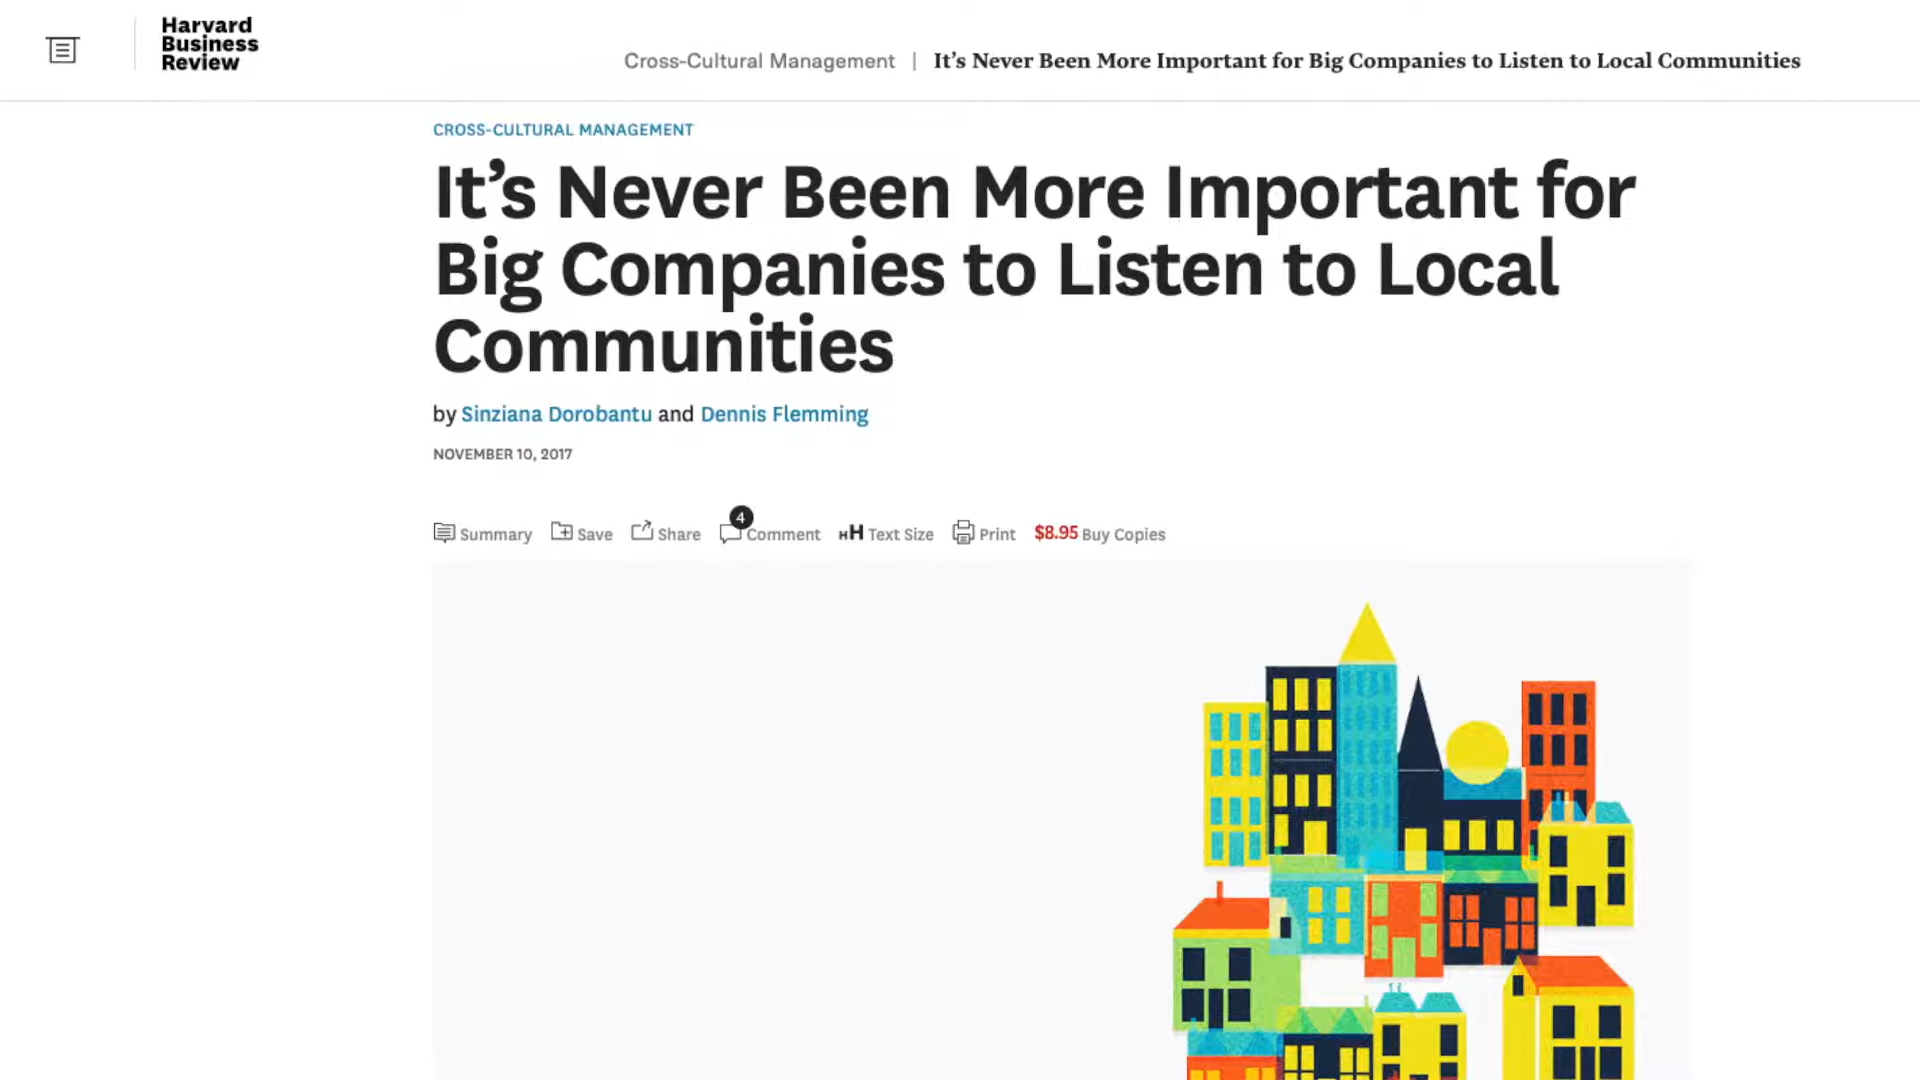 Harvard
Business
Review
Cross-Cultural Management | It’s Never Been More Important for Big Companies to Listen to Local Communities
CROSS-CULTURAL MANAGEMENT
It’s Never Been More Important for
Big Companies to Listen to Local
Communities
by Sinziana Dorobantu and Dennis Flemming
NOVEMBER 10, 2017
Summary Save Share 4 Comment HH Text Size Print $8.95 Buy Copies